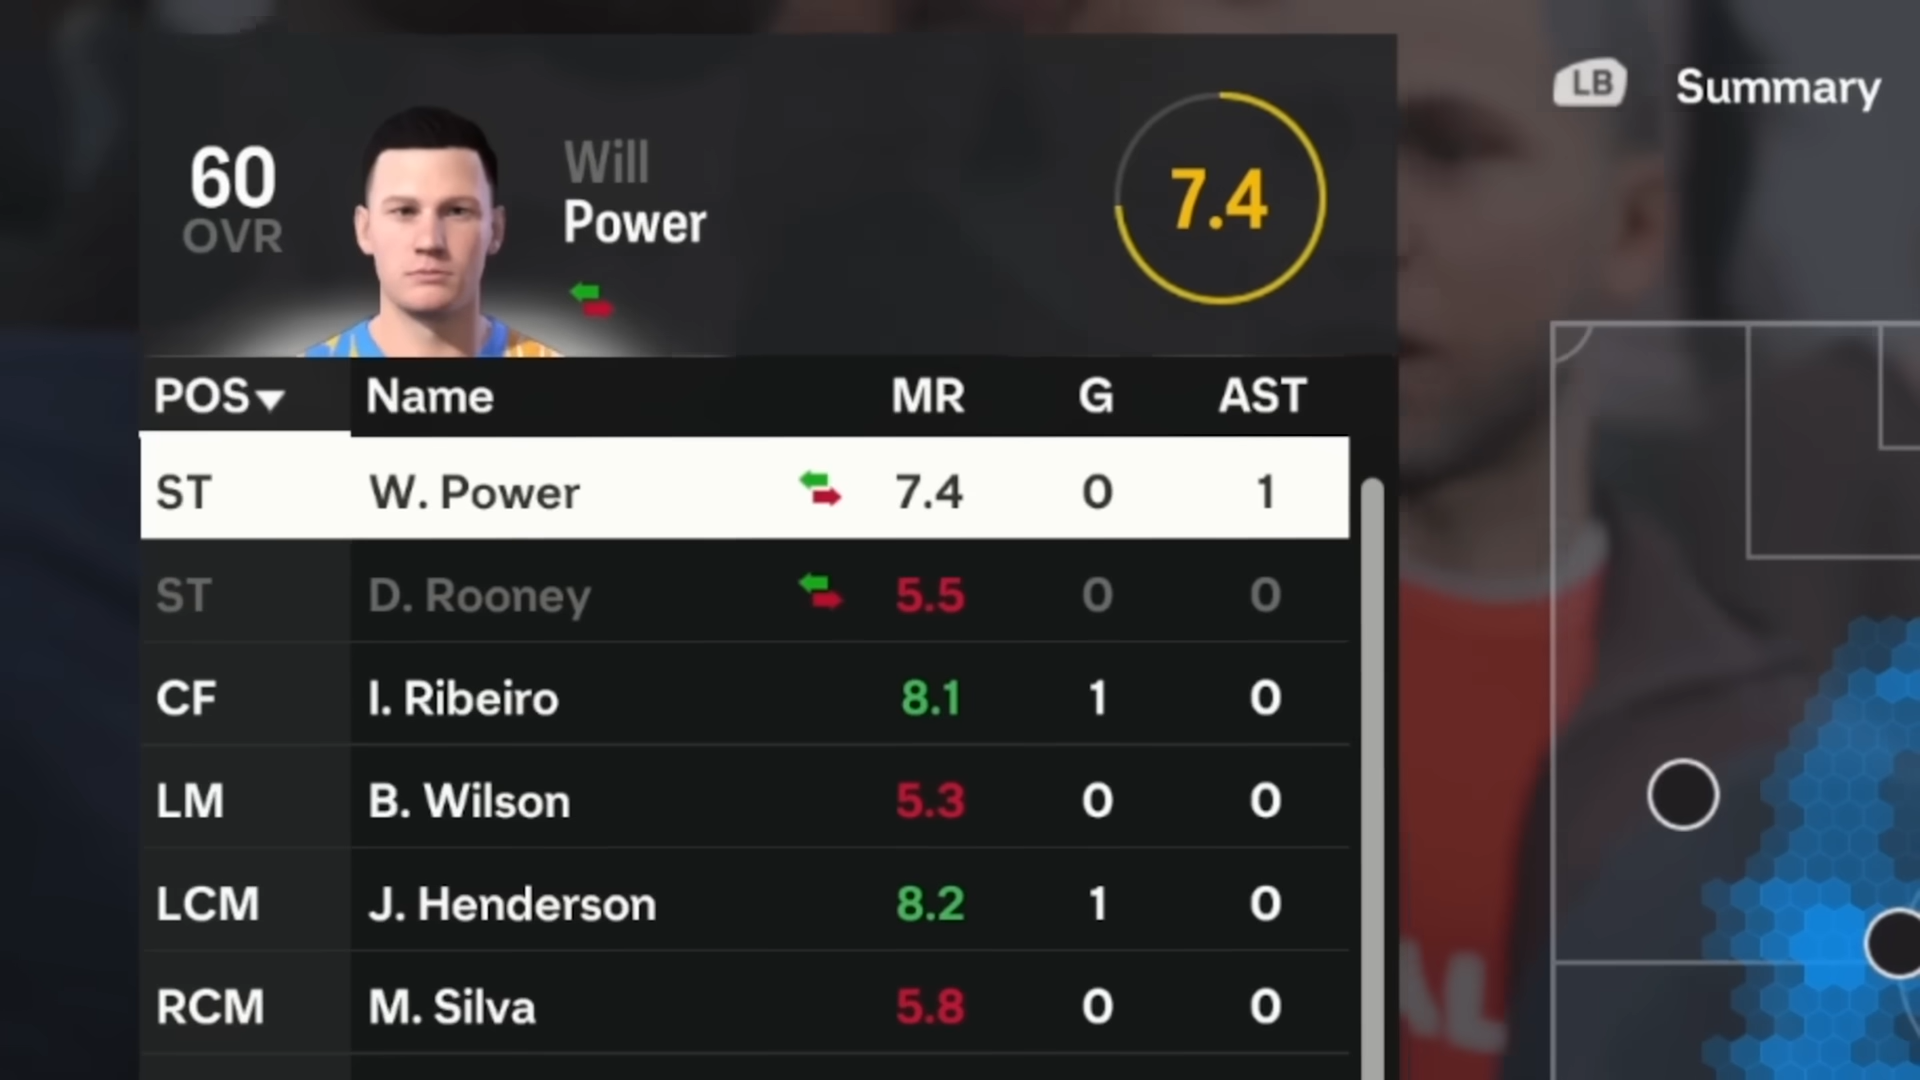 LB Summary
60
OVR
Will
Power
7.4
POS Name MR G AST
ST W. Power 7.4 0 1
ST D. Rooney 5.5 0 0
CF I. Ribeiro 8.1 1 0
LM B. Wilson 5.3 0 0
LCM J. Henderson 8.2 1 0
RCM M. Silva 5.8 0 0